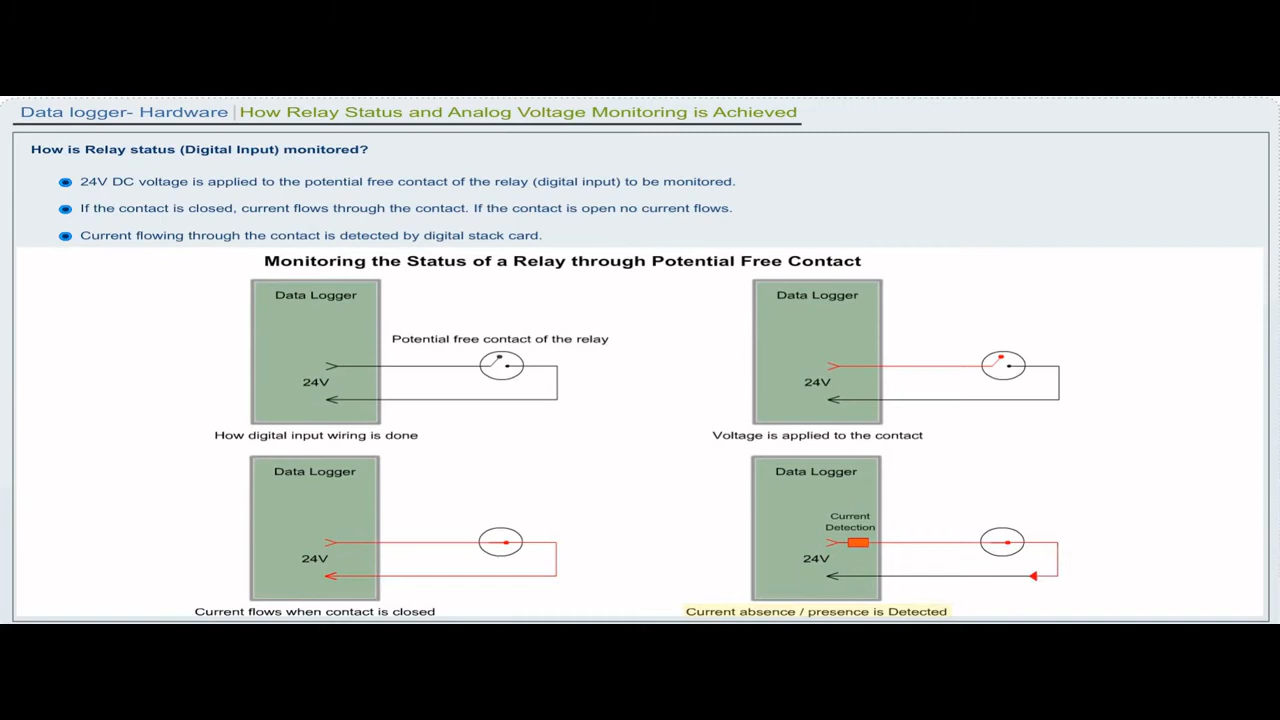 Data logger- Hardware | How Relay Status and Analog Voltage Monitoring is Achieved
How is Relay status (Digital Input) monitored?
24V DC voltage is applied to the potential free contact of the relay (digital input) to be monitored.
If the contact is closed, current flows through the contact. If the contact is open no current flows.
Current flowing through the contact is detected by digital stack card.
Monitoring the Status of a Relay through Potential Free Contact
Data Logger
Potential free contact of the relay
24V
How digital input wiring is done
Data Logger
24V
Voltage is applied to the contact
Data Logger
24V
Current flows when contact is closed
Data Logger
Current
Detection
24V
Current absence / presence is Detected